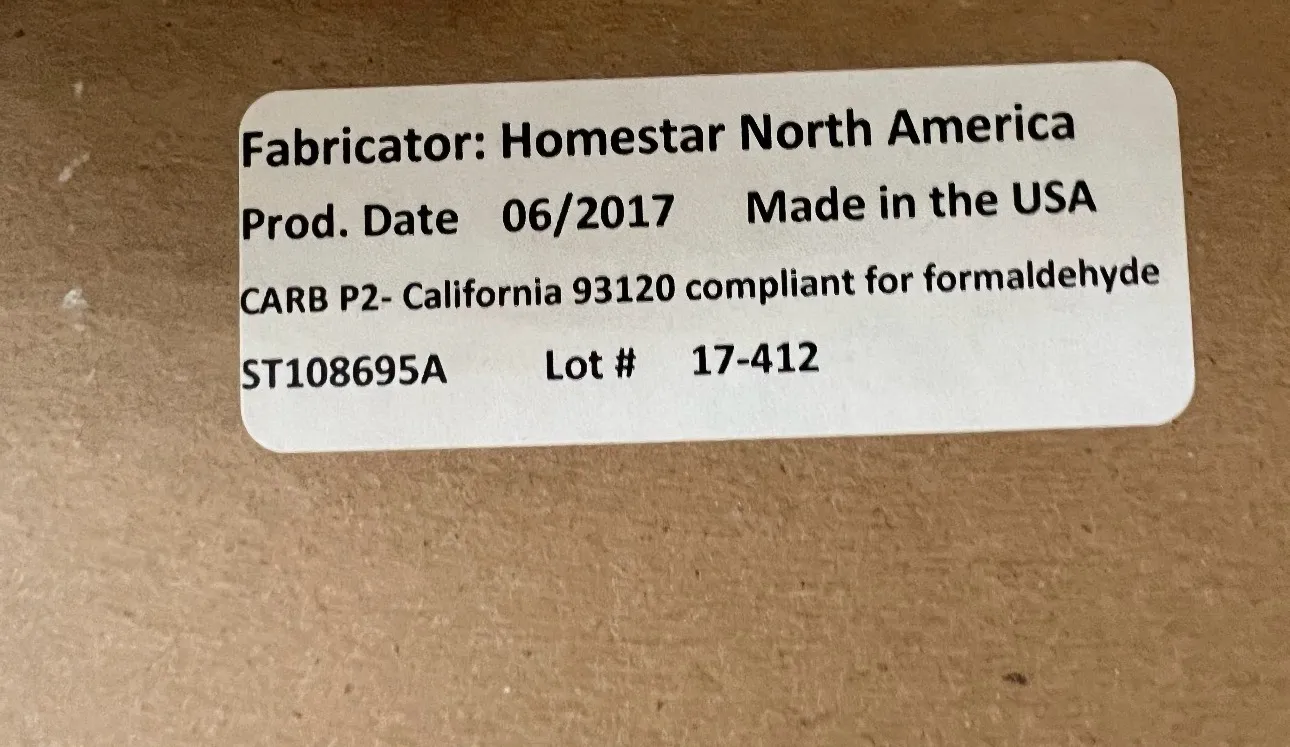 Fabricator: Homestar North America
Prod. Date 06/2017 Made in the USA
CARB P2- California 93120 compliant for formaldehyde
ST108695A Lot # 17-412